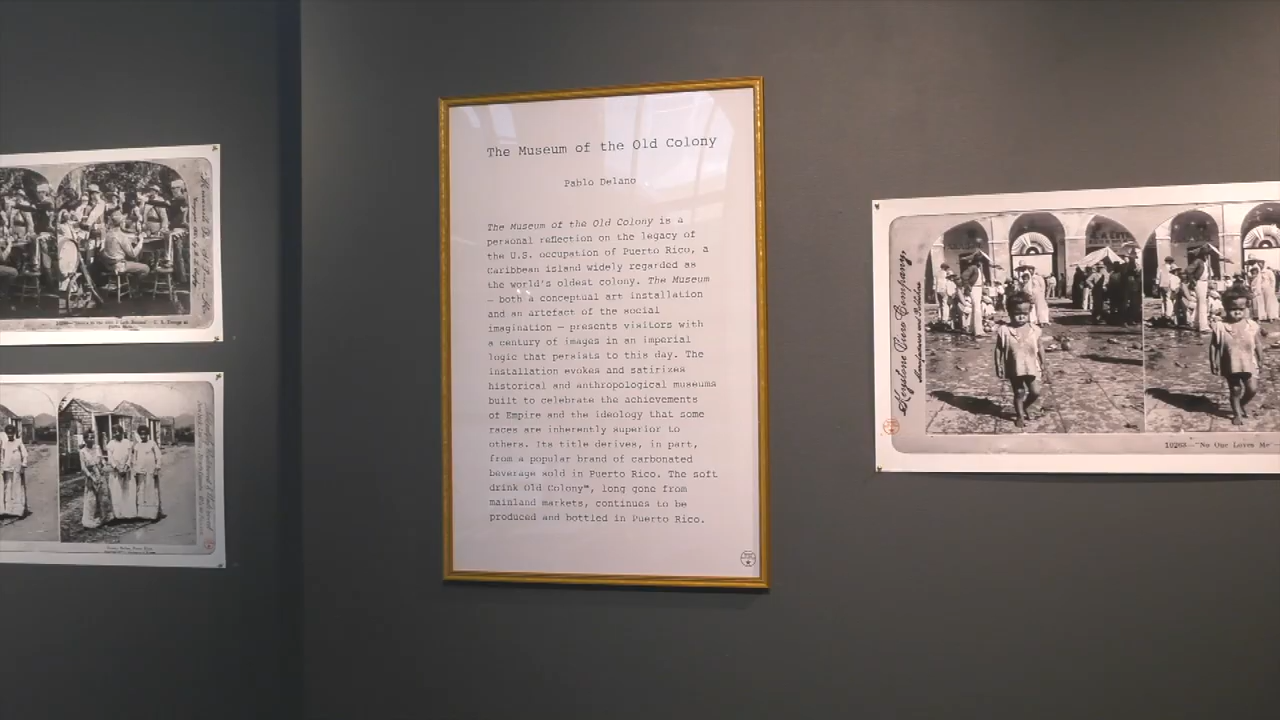 The Museum of the Old Colony
Pablo Delano
The Museum of the Old Colony is a
personal reflection on the legacy of
the U.S. occupation of Puerto Rico, a
Caribbean island widely regarded as
the world's oldest colony. The Museum
— both a conceptual art installation
and an artefact of the social
imagination — presents visitors with
a century of images in an imperial
logic that persists to this day. The
installation evokes and satirizes
historical and anthropological museums
built to celebrate the achievements
of Empire and the ideology that some
races are inherently superior to
others. Its title derives, in part,
from a popular brand of carbonated
beverage sold in Puerto Rico. The soft
drink Old Colony™, long gone from
mainland markets, continues to be
produced and bottled in Puerto Rico.
Keystone View Company,
Manufacturers and Publishers
10263—"No One Loves Me"